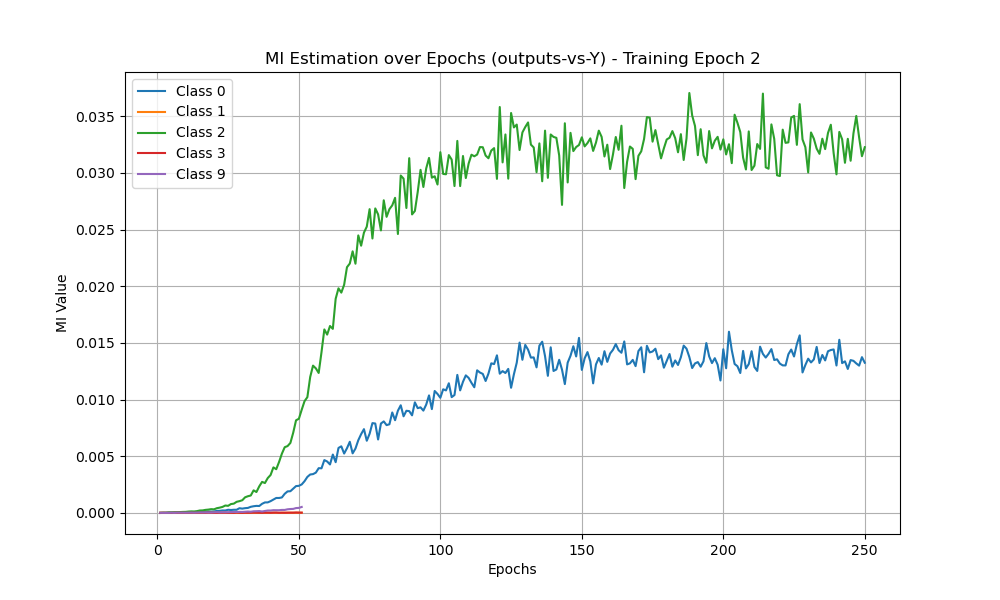 MI Estimation over Epochs (outputs-vs-Y) - Training Epoch 2
Class 0
Class 1
Class 2
Class 3
Class 9
0.035
0.030
0.025
0.020
0.015
0.010
0.005
0.000
MI Value
0 50 100 150 200 250
Epochs